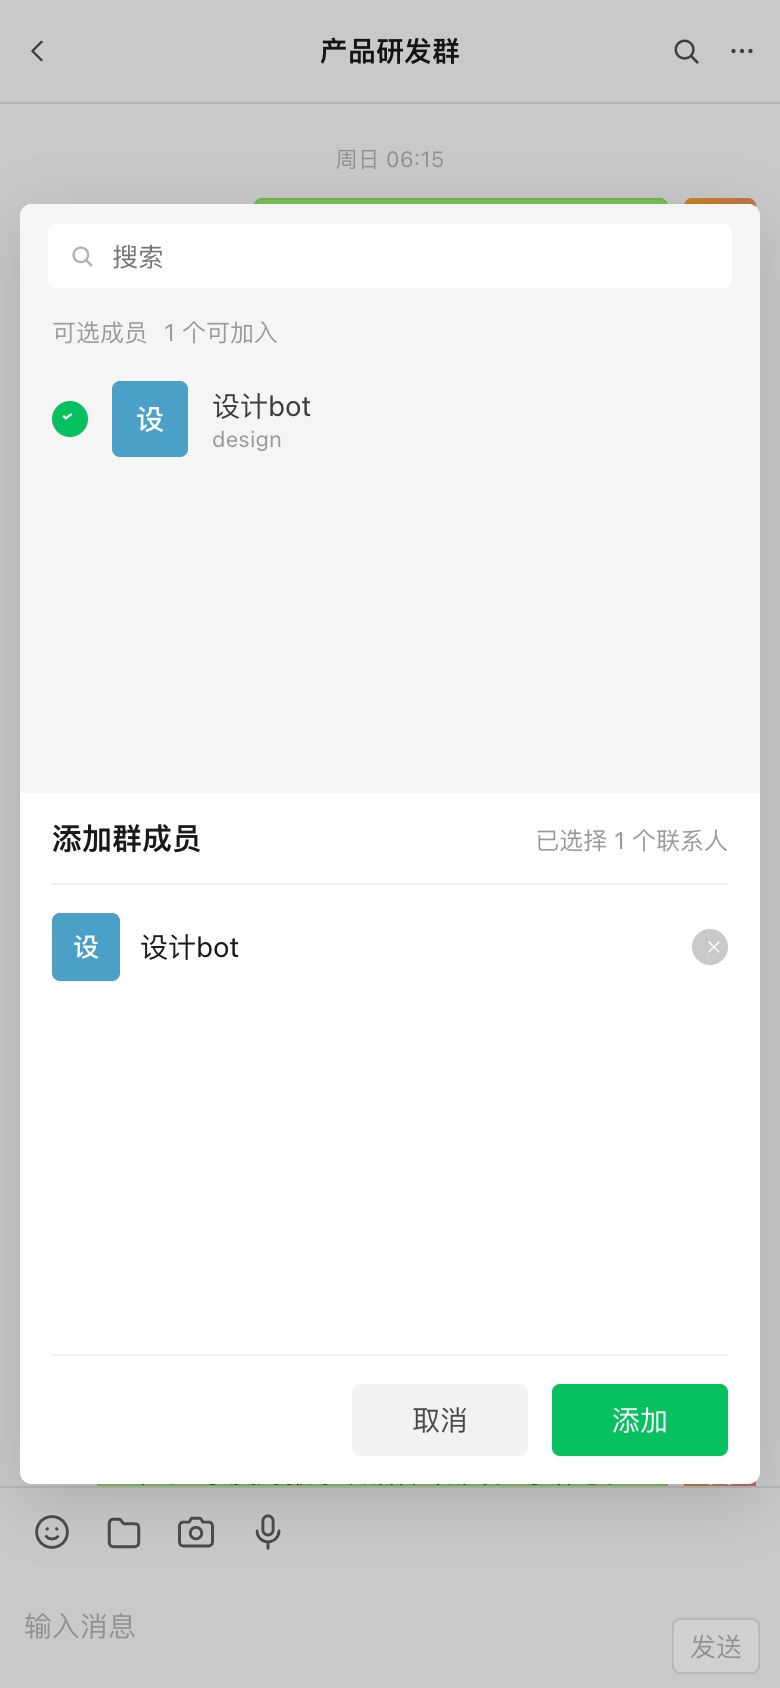 产品研发群
周日 06:15
搜索
可选成员 1 个可加入
设 设计bot
design
添加群成员 已选择 1 个联系人
设 设计bot
取消 添加
输入消息
发送